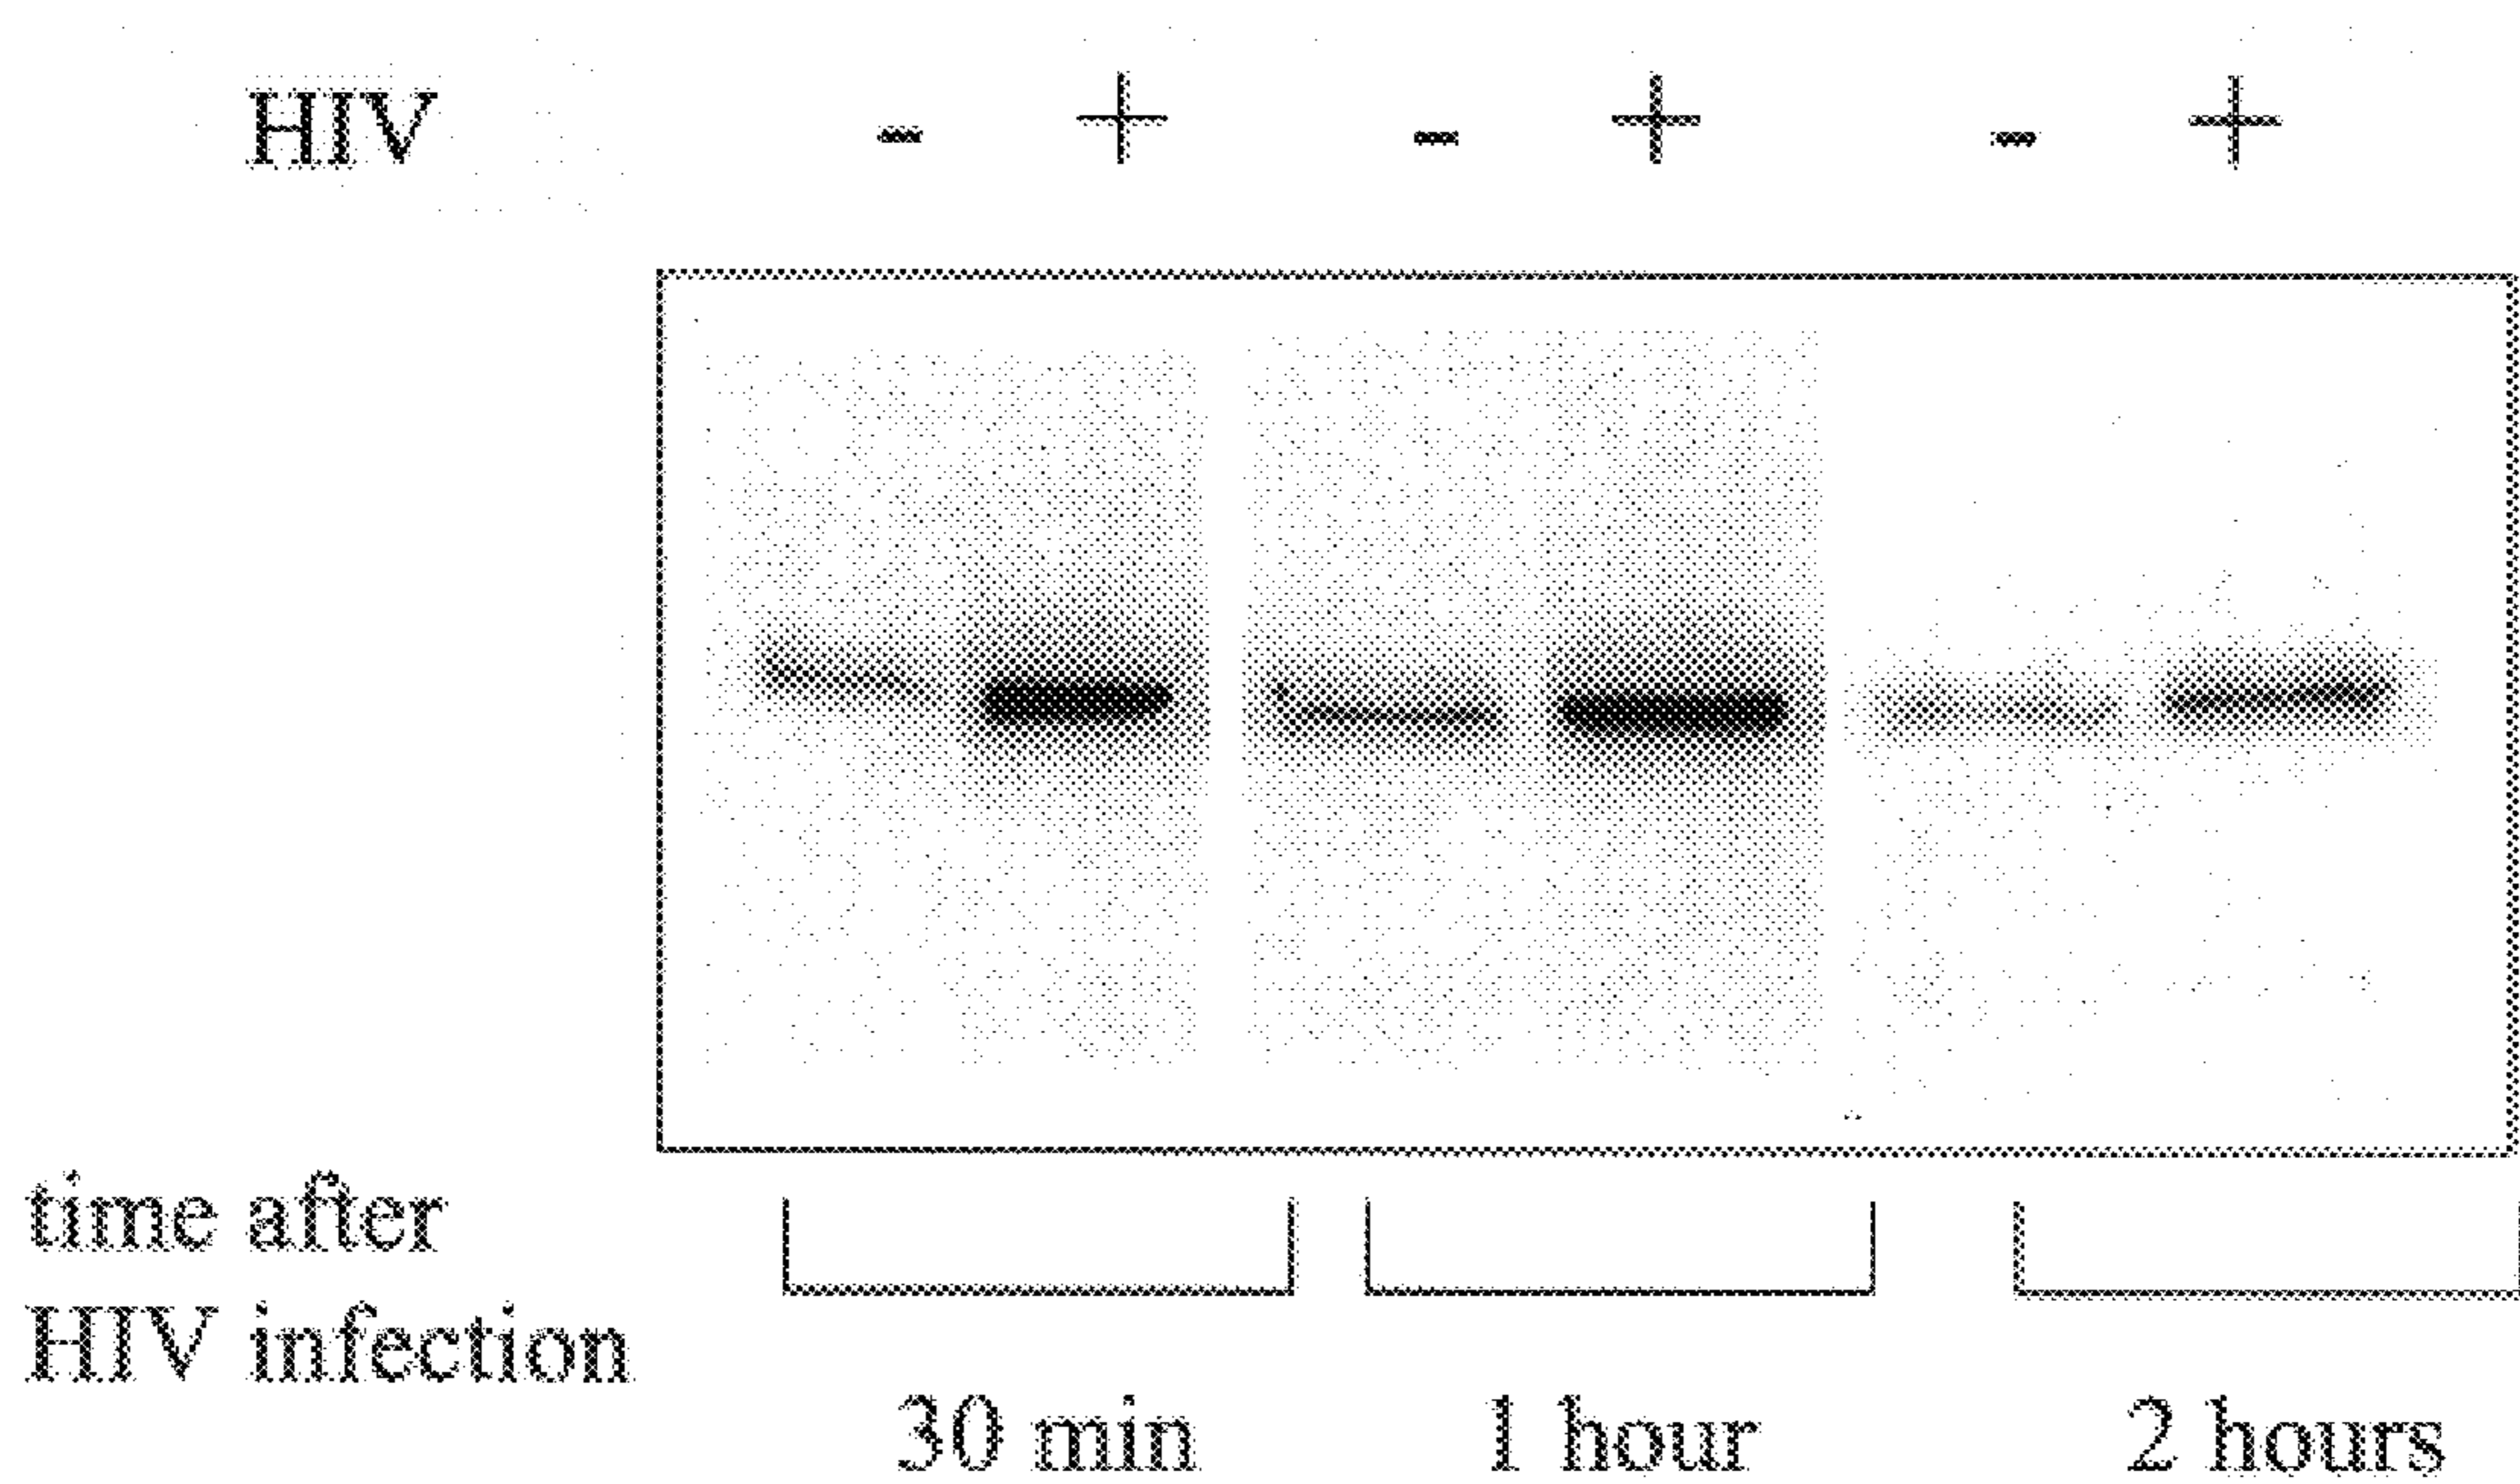 HIV - + - + - +
time after
HIV infection
30 min 1 hour 2 hours